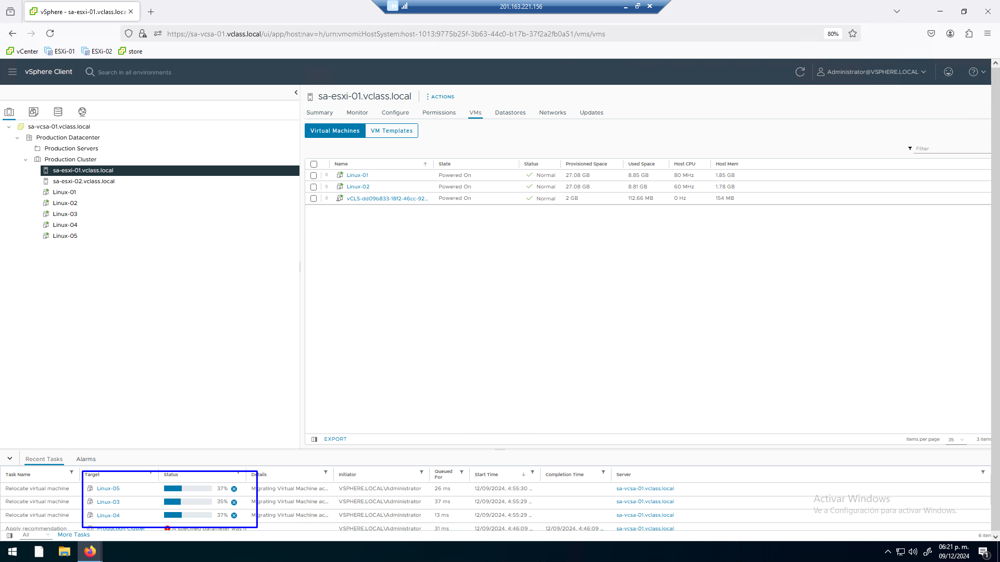 vSphere - sa-esxi-01.vclass.loca
201.163.221.156
https://sa-vcsa-01.vclass.local/ui/app/host;nav=h/urn:vmomi:HostSystem:host-1013:9775b25f-3b63-44c0-b17b-37f2a2fb0a51/vms/vms
80%
vCenter ESXi-01 ESXi-02 store
vSphere Client Search in all environments Administrator@VSPHERE.LOCAL
sa-vcsa-01.vclass.local
Production Datacenter
Production Servers
Production Cluster
sa-esxi-01.vclass.local
sa-esxi-02.vclass.local
Linux-01
Linux-02
Linux-03
Linux-04
Linux-05
sa-esxi-01.vclass.local ACTIONS
Summary Monitor Configure Permissions VMs Datastores Networks Updates
Virtual Machines VM Templates
Filter
Name State Status Provisioned Space Used Space Host CPU Host Mem
Linux-01 Powered On Normal 27.08 GB 8.85 GB 80 MHz 1.85 GB
Linux-02 Powered On Normal 27.08 GB 8.81 GB 60 MHz 1.78 GB
vCLS-dd09b833-18f2-46cc-92... Powered On Normal 2 GB 112.66 MB 0 Hz 154 MB
EXPORT Items per page 35 3 items
Recent Tasks Alarms
Task Name Target Status Details Initiator Queued For Start Time Completion Time Server
Relocate virtual machine Linux-05 37% Migrating Virtual Machine ac... VSPHERE.LOCAL\Administrator 26 ms 12/09/2024, 4:55:30 ... sa-vcsa-01.vclass.local
Relocate virtual machine Linux-03 35% Migrating Virtual Machine ac... VSPHERE.LOCAL\Administrator 37 ms 12/09/2024, 4:55:29 ... sa-vcsa-01.vclass.local
Relocate virtual machine Linux-04 37% Migrating Virtual Machine ac... VSPHERE.LOCAL\Administrator 13 ms 12/09/2024, 4:55:29 ... sa-vcsa-01.vclass.local
Apply recommendation Production Cluster A specified parameter was n VSPHERE.LOCAL\Administrator 31 ms 12/09/2024, 4:46:09 ... 12/09/2024, 4:46:09 ... sa-vcsa-01.vclass.local
All More Tasks 6 item
Activar Windows
Ve a Configuración para activar Windows.
06:21 p. m.
09/12/2024
1